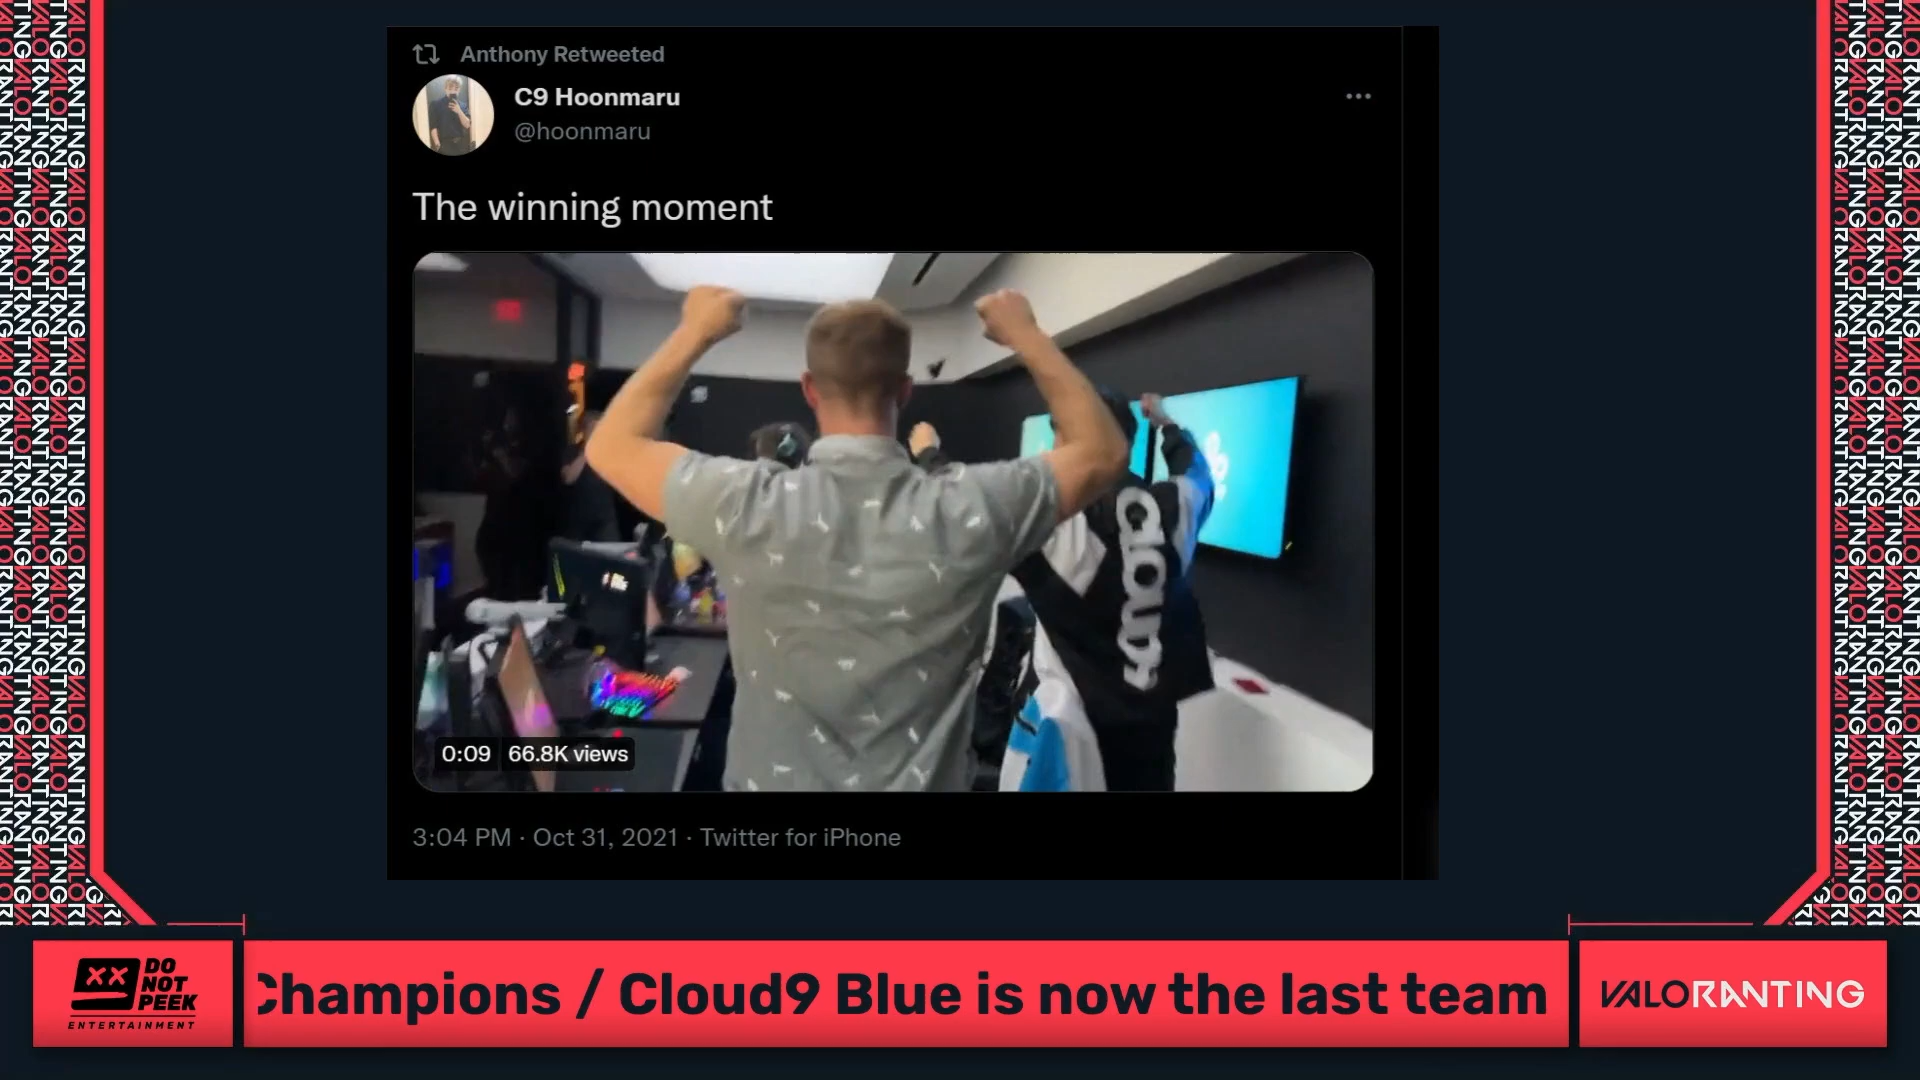 Anthony Retweeted
C9 Hoonmaru
@hoonmaru
The winning moment
CLOUD9
0:09 66.8K views
3:04 PM · Oct 31, 2021 · Twitter for iPhone
DO
NOT
PEEK
ENTERTAINMENT
Champions / Cloud9 Blue is now the last team
VALORANTING